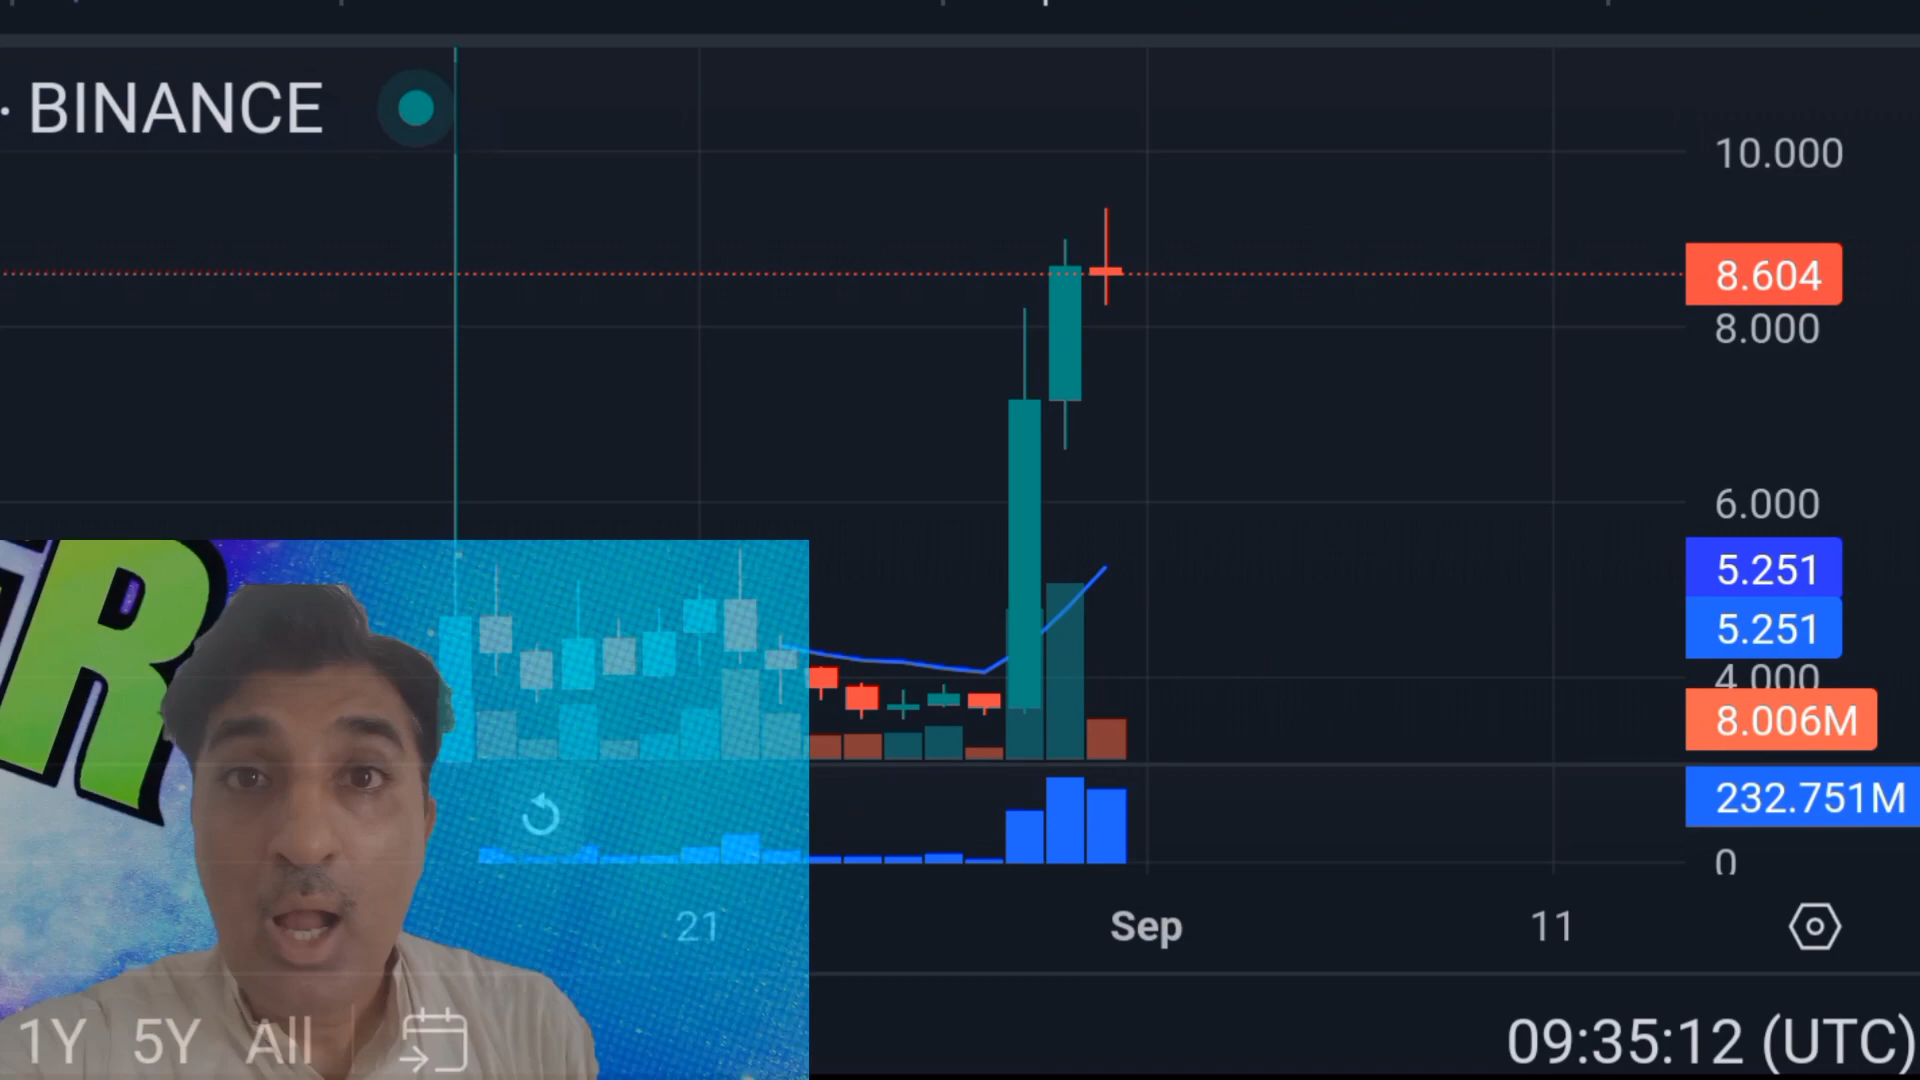 · BINANCE
10.000
8.604
8.000
6.000
5.251
5.251
4.000
8.006M
232.751M
0
21 Sep 11
1Y 5Y All
09:35:12 (UTC)
R